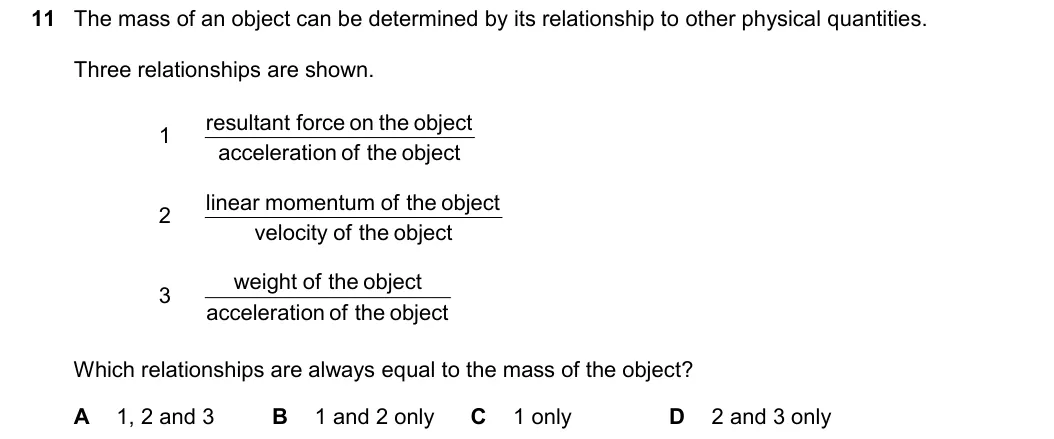 11 The mass of an object can be determined by its relationship to other physical quantities.
Three relationships are shown.
1 resultant force on the object
acceleration of the object
2 linear momentum of the object
velocity of the object
3 weight of the object
acceleration of the object
Which relationships are always equal to the mass of the object?
A 1, 2 and 3 B 1 and 2 only C 1 only D 2 and 3 only